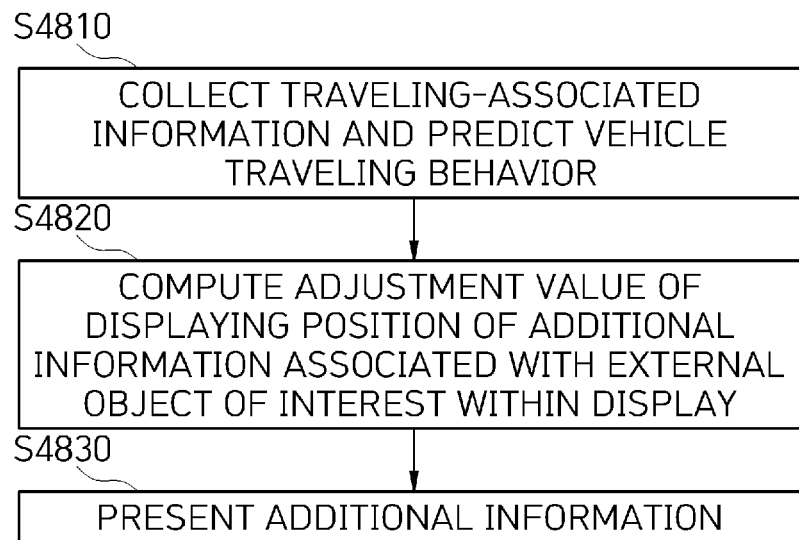 S4810
COLLECT TRAVELING-ASSOCIATED
INFORMATION AND PREDICT VEHICLE
TRAVELING BEHAVIOR
S4820
COMPUTE ADJUSTMENT VALUE OF
DISPLAYING POSITION OF ADDITIONAL
INFORMATION ASSOCIATED WITH EXTERNAL
OBJECT OF INTEREST WITHIN DISPLAY
S4830
PRESENT ADDITIONAL INFORMATION